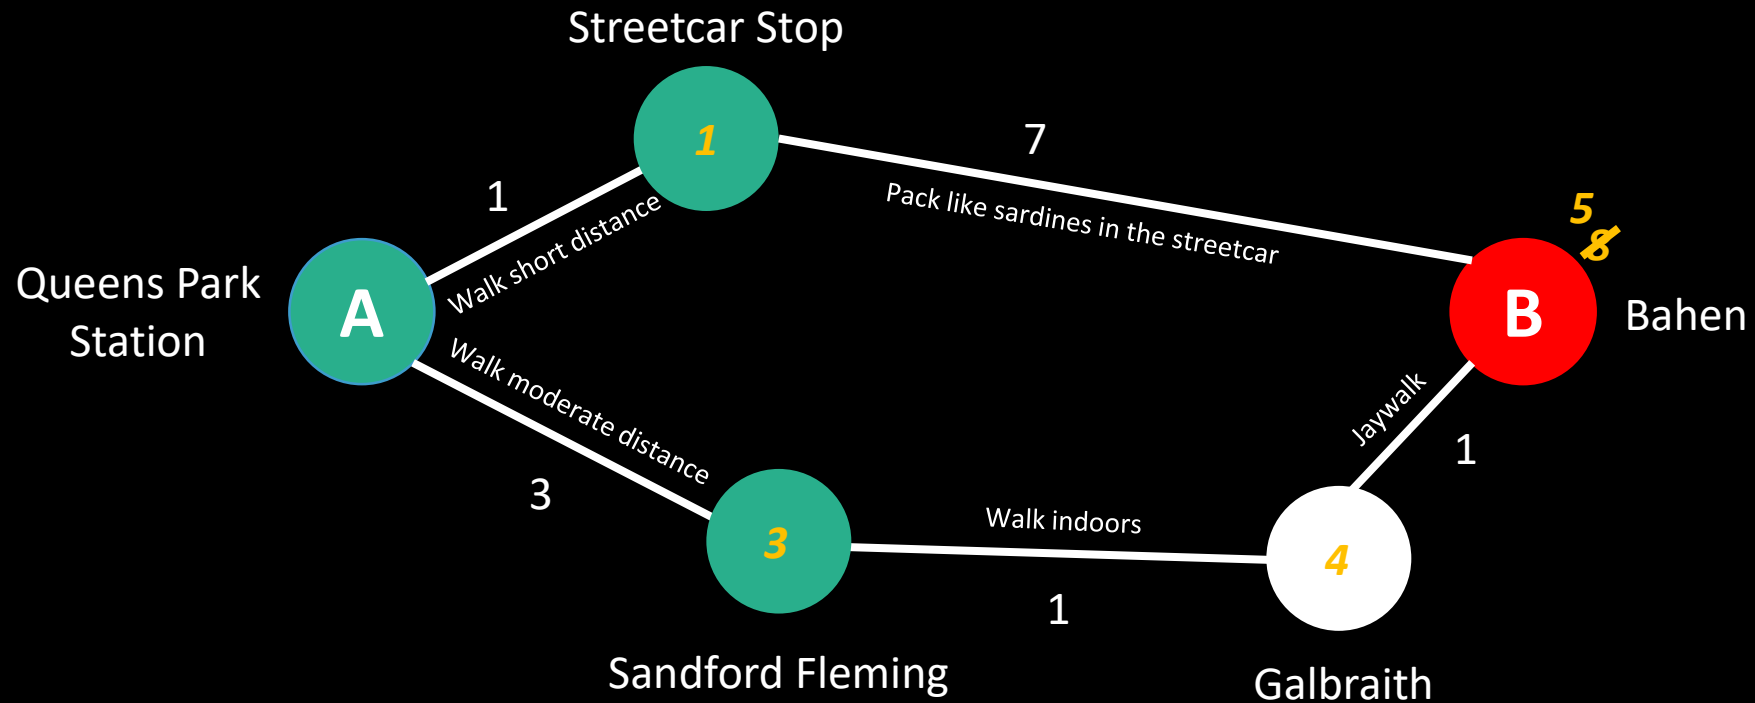 Streetcar Stop
1
7
1
Pack like sardines in the streetcar
5
8
Walk short distance
Queens Park
Station
A
B
Bahen
Walk moderate distance
Jaywalk
1
3
Walk indoors
3
4
1
Sandford Fleming
Galbraith